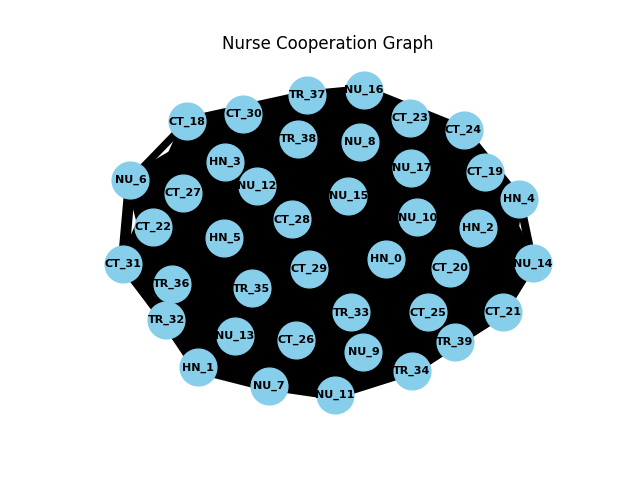 Nurse Cooperation Graph
NU_16
TR_37
CT_30
CT_23
CT_18
CT_24
TR_38
NU_8
HN_3
NU_17
CT_19
NU_6
NU_12
CT_27
NU_15
HN_4
NU_10
CT_28
CT_22
HN_2
HN_5
HN_0
CT_31
NU_14
CT_20
CT_29
TR_36
TR_35
CT_21
TR_33
CT_25
TR_32
NU_13
CT_26
TR_39
NU_9
HN_1
TR_34
NU_7
NU_11